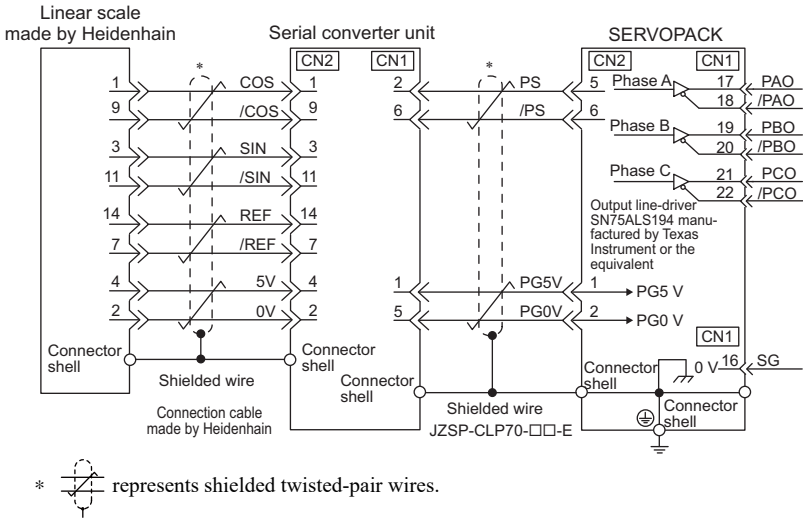 Linear scale
made by Heidenhain
Serial converter unit
SERVOPACK
CN2 CN1
CN2 CN1
* *
1 COS 1
9 /COS 9
3 SIN 3
11 /SIN 11
14 REF 14
7 /REF 7
4 5V 4
2 0V 2
2 PS 5
6 /PS 6
1 PG5V 1
5 PG0V 2
PG5 V
PG0 V
Phase A 17 PAO
18 /PAO
Phase B 19 PBO
20 /PBO
Phase C 21 PCO
22 /PCO
Output line-driver
SN75ALS194 manu-
factured by Texas
Instrument or the
equivalent
CN1
0 V 16 SG
Connector
shell
Shielded wire
Connection cable
made by Heidenhain
Connector
shell
Connector
shell
Shielded wire
JZSP-CLP70-□□-E
Connector
shell
Connector
shell
* represents shielded twisted-pair wires.